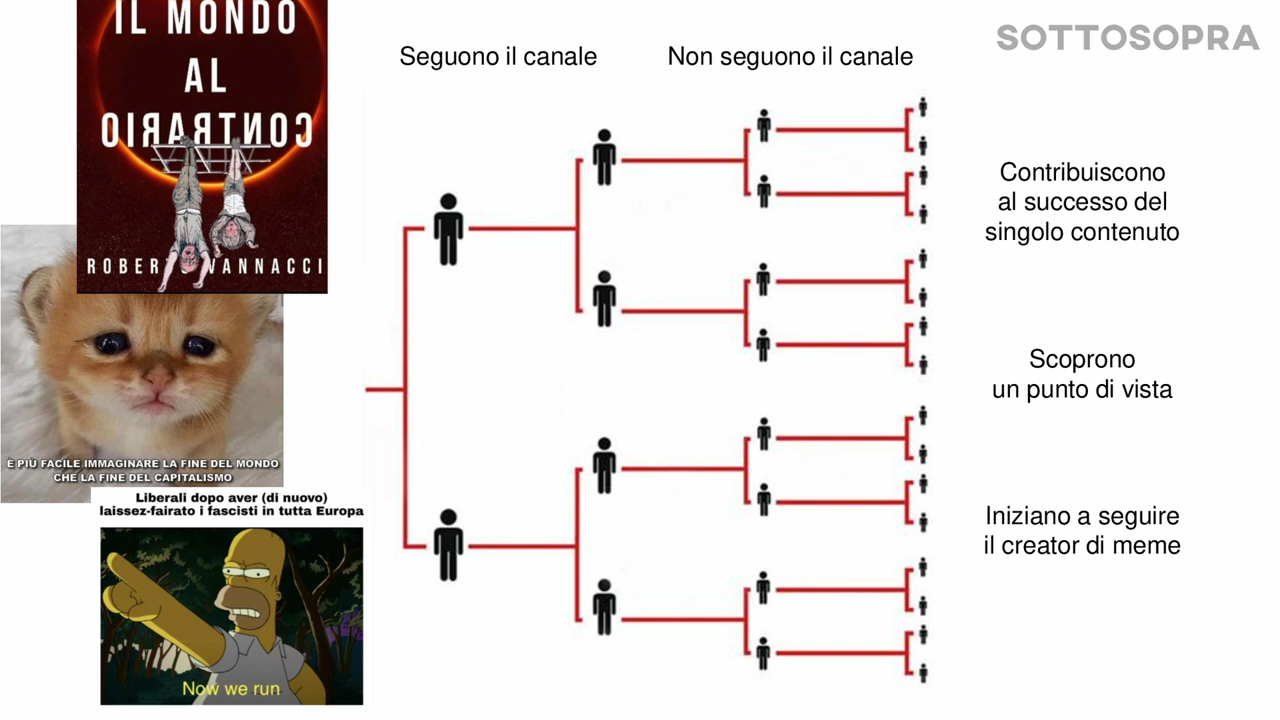 IL MONDO
AL
CONTRARIO
ROBERTO VANNACCI
È PIÙ FACILE IMMAGINARE LA FINE DEL MONDO
CHE LA FINE DEL CAPITALISMO
Liberali dopo aver (di nuovo)
laissez-fairato i fascisti in tutta Europa
Now we run
Seguono il canale
Non seguono il canale
SOTTOSOPRA
Contribuiscono
al successo del
singolo contenuto
Scoprono
un punto di vista
Iniziano a seguire
il creator di meme